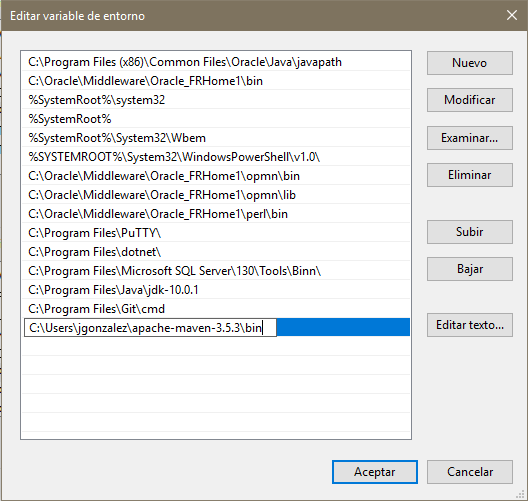 Editar variable de entorno
C:\Program Files (x86)\Common Files\Oracle\Java\javapath
Nuevo
C:\Oracle\Middleware\Oracle_FRHome1\bin
%SystemRoot%\system32
Modificar
%SystemRoot%
%SystemRoot%\System32\Wbem
Examinar...
%SYSTEMROOT%\System32\WindowsPowerShell\v1.0\
C:\Oracle\Middleware\Oracle_FRHome1\opmn\bin
Eliminar
C:\Oracle\Middleware\Oracle_FRHome1\opmn\lib
C:\Oracle\Middleware\Oracle_FRHome1\perl\bin
C:\Program Files\PuTTY\
Subir
C:\Program Files\dotnet\
C:\Program Files\Microsoft SQL Server\130\Tools\Binn\
Bajar
C:\Program Files\Java\jdk-10.0.1
C:\Program Files\Git\cmd
C:\Users\jgonzalez\apache-maven-3.5.3\bin
Editar texto...
Aceptar
Cancelar